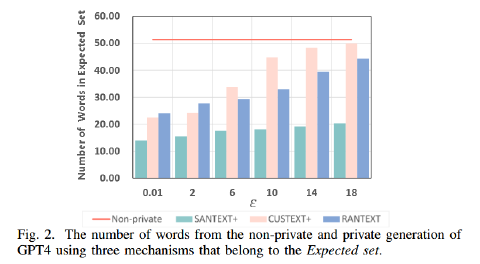 60.00
50.00
40.00
30.00
20.00
10.00
0.00
Number of Words in Expected Set
0.01 2 6 10 14 18
ε
Non-private SANTEXT+ CUSTEXT+ RANTEXT
Fig. 2. The number of words from the non-private and private generation of
GPT4 using three mechanisms that belong to the Expected set.